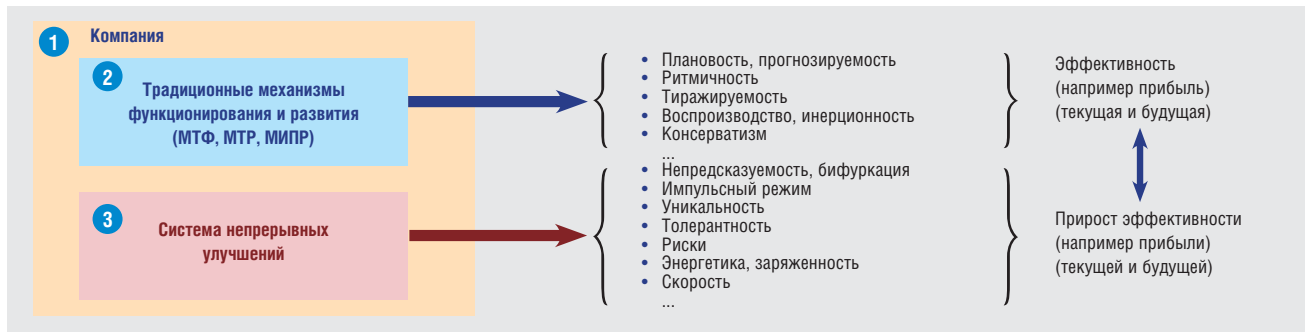 1
Компания
2
Традиционные механизмы
функционирования и развития
(МТФ, МТР, МИПР)
• Плановость, прогнозируемость
• Ритмичность
• Тиражируемость
• Воспроизводство, инерционность
• Консерватизм
...
Эффективность
(например прибыль)
(текущая и будущая)
3
Система непрерывных
улучшений
• Непредсказуемость, бифуркация
• Импульсный режим
• Уникальность
• Толерантность
• Риски
• Энергетика, заряженность
• Скорость
...
Прирост эффективности
(например прибыли)
(текущей и будущей)